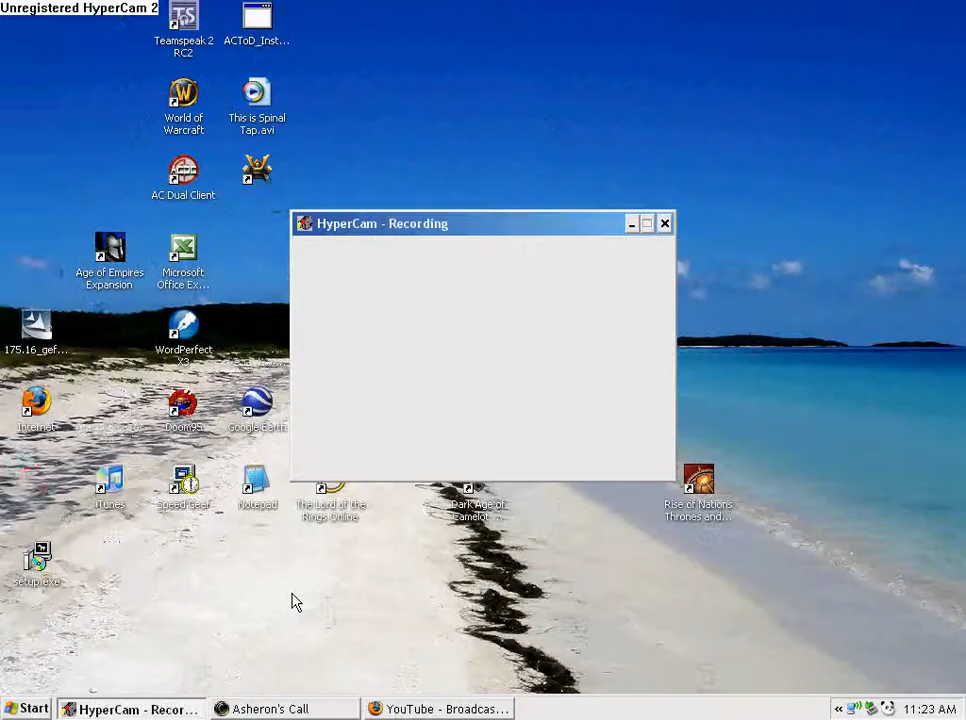 Unregistered HyperCam 2
Teamspeak 2
RC2
ACToD_Inst...
World of
Warcraft
This is Spinal
Tap.avi
AC Dual Client
HyperCam - Recording
Age of Empires
Expansion
Microsoft
Office Ex...
175.16_gef...
WordPerfect
X3
Internet
Doom95
Google Earth
iTunes
Speed Gear
Notepad
The Lord of the
Rings Online
Dark Age of
Camelot ...
Rise of Nations
Thrones and...
setup.exe
Start
HyperCam - Recor...
Asheron's Call
YouTube - Broadcas...
«
11:23 AM